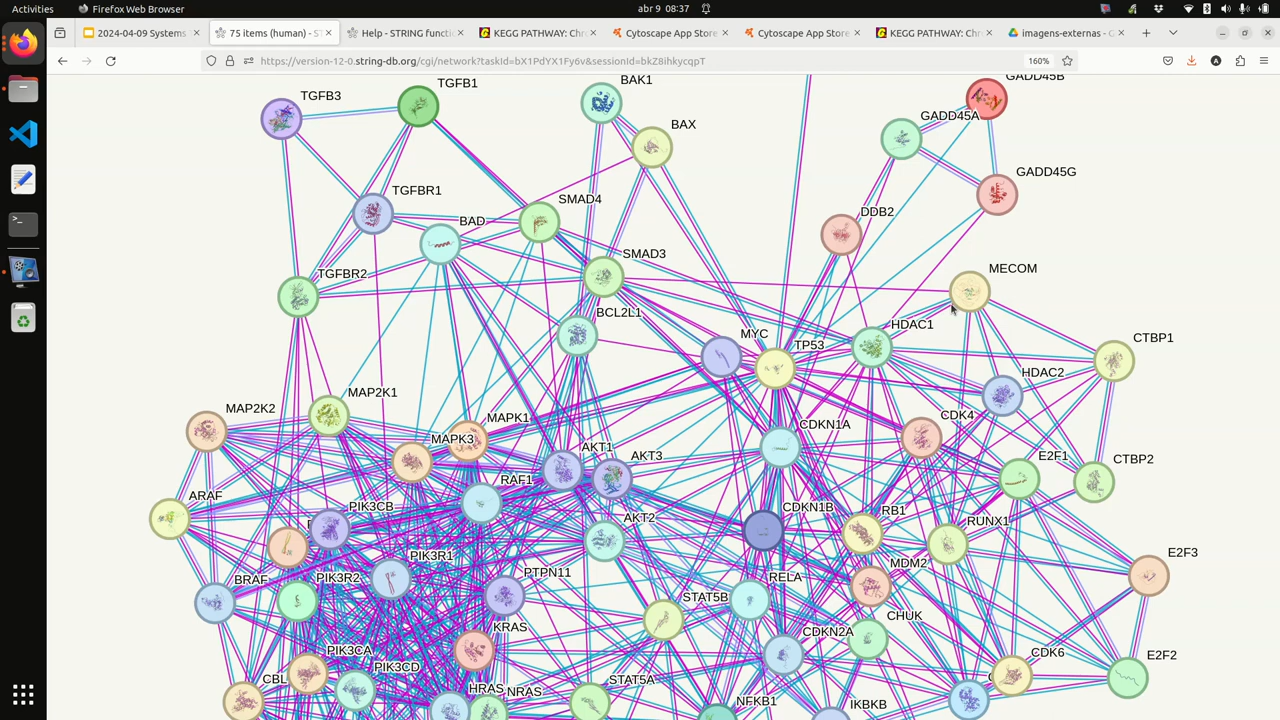 Activities
Firefox Web Browser
abr 9 08:37
2024-04-09 Systems
75 items (human) - ST
Help - STRING functi
KEGG PATHWAY: Chr
Cytoscape App Store
Cytoscape App Store
KEGG PATHWAY: Chr
imagens-externas - G
https://version-12-0.string-db.org/cgi/network?taskId=bX1PdYX1Fy6v&sessionId=bkZ8ihkycqpT
160%
GADD45B
BAK1
TGFB1
TGFB3
GADD45A
BAX
GADD45G
TGFBR1
SMAD4
DDB2
BAD
SMAD3
MECOM
TGFBR2
BCL2L1
HDAC1
MYC
CTBP1
TP53
HDAC2
MAP2K1
MAP2K2
CDK4
MAPK1
CDKN1A
MAPK3
AKT1
AKT3
E2F1
CTBP2
RAF1
ARAF
PIK3CB
CDKN1B
RB1
AKT2
RUNX1
E2F3
PIK3R1
MDM2
PTPN11
RELA
BRAF
PIK3R2
STAT5B
CHUK
KRAS
CDKN2A
PIK3CA
CDK6
E2F2
PIK3CD
CBL
STAT5A
HRAS
NRAS
NFKB1
IKBKB